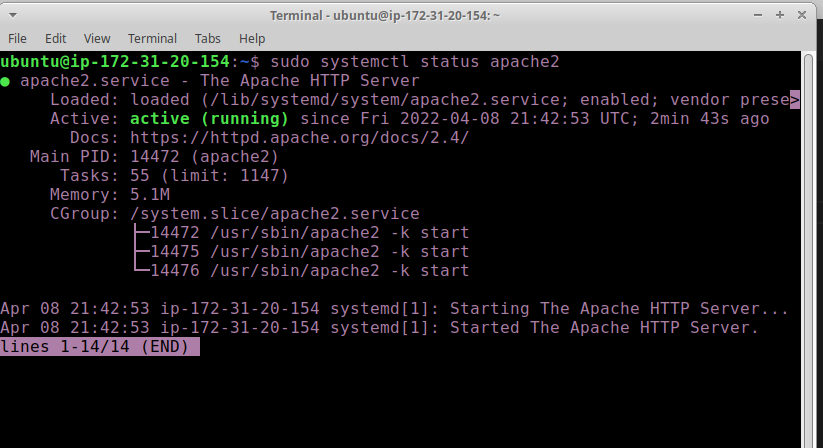 Terminal - ubuntu@ip-172-31-20-154: ~
File Edit View Terminal Tabs Help
ubuntu@ip-172-31-20-154:~$ sudo systemctl status apache2
● apache2.service - The Apache HTTP Server
     Loaded: loaded (/lib/systemd/system/apache2.service; enabled; vendor prese>
     Active: active (running) since Fri 2022-04-08 21:42:53 UTC; 2min 43s ago
       Docs: https://httpd.apache.org/docs/2.4/
   Main PID: 14472 (apache2)
      Tasks: 55 (limit: 1147)
     Memory: 5.1M
     CGroup: /system.slice/apache2.service
             ├─14472 /usr/sbin/apache2 -k start
             ├─14475 /usr/sbin/apache2 -k start
             └─14476 /usr/sbin/apache2 -k start
Apr 08 21:42:53 ip-172-31-20-154 systemd[1]: Starting The Apache HTTP Server...
Apr 08 21:42:53 ip-172-31-20-154 systemd[1]: Started The Apache HTTP Server.
lines 1-14/14 (END)